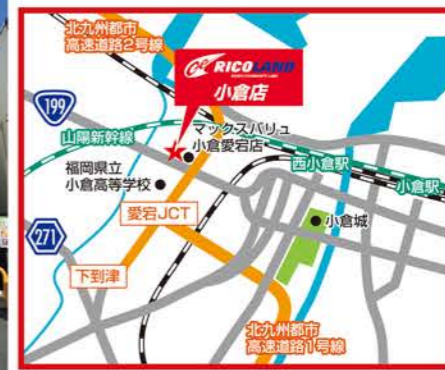 北九州都市
高速道路2号線
RICOLAND
小倉店
199
山陽新幹線
マックスバリュ
小倉愛宕店
福岡県立
小倉高等学校
西小倉駅
小倉駅
愛宕JCT
小倉城
271
下到津
北九州都市
高速道路1号線